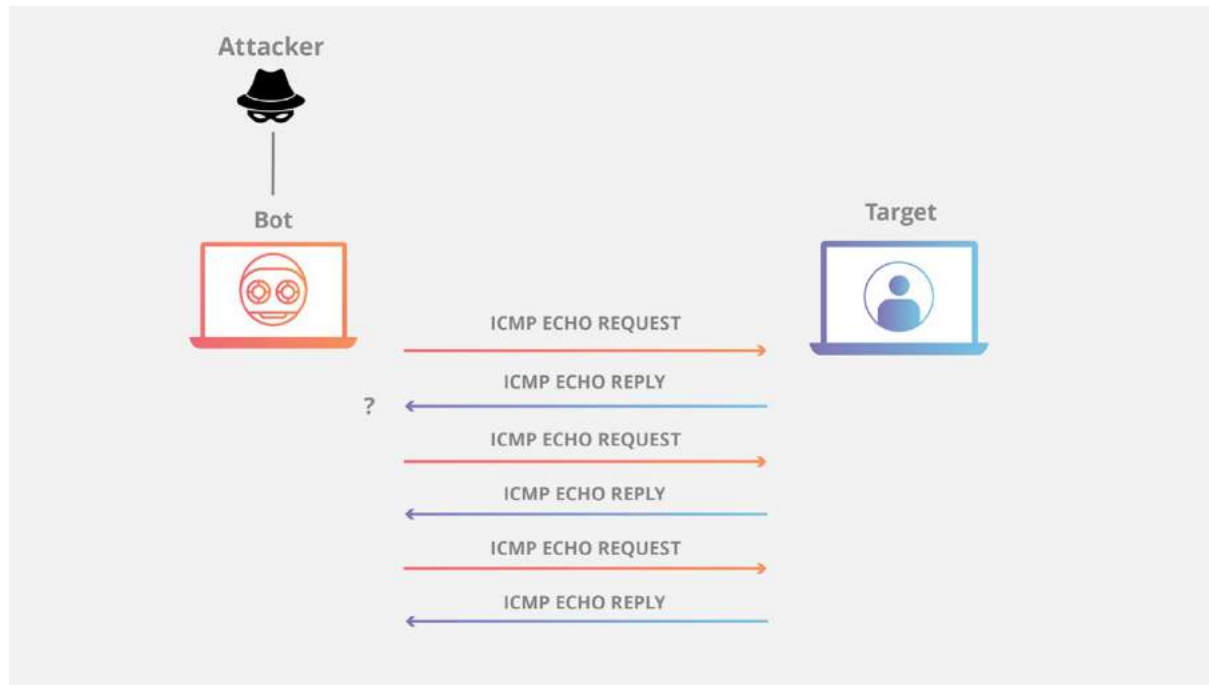 Attacker
Bot
Target
ICMP ECHO REQUEST
ICMP ECHO REPLY
?
ICMP ECHO REQUEST
ICMP ECHO REPLY
ICMP ECHO REQUEST
ICMP ECHO REPLY